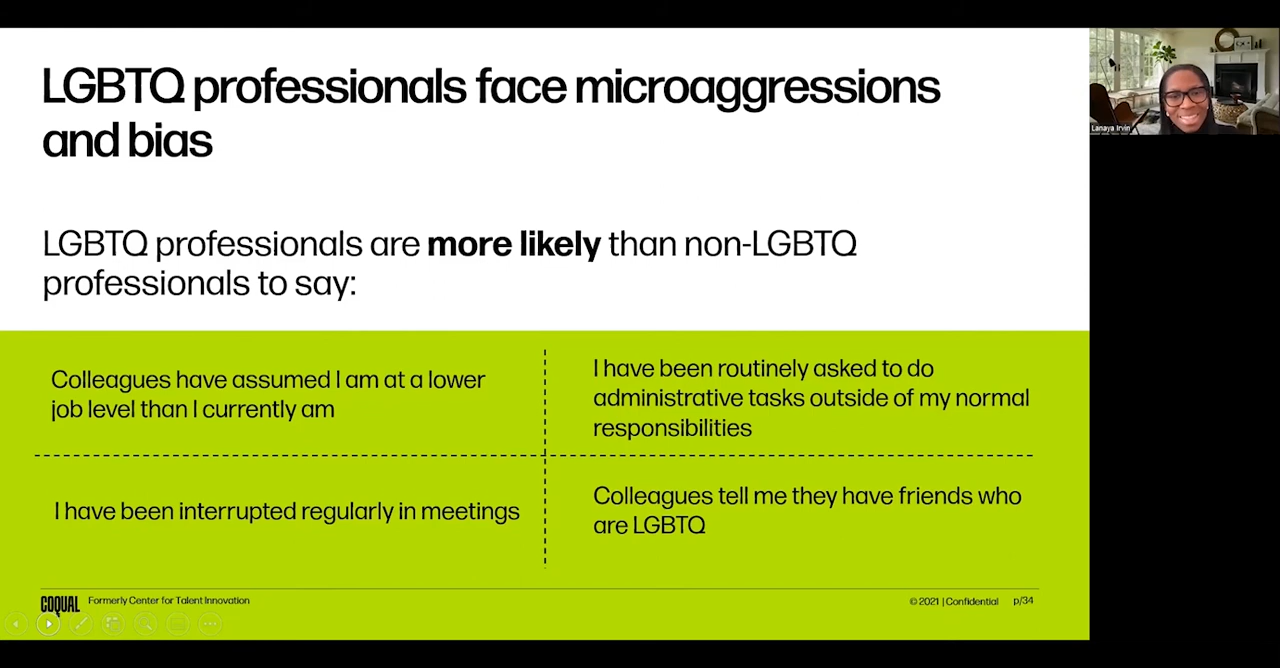 LGBTQ professionals face microaggressions
and bias
LGBTQ professionals are more likely than non-LGBTQ
professionals to say:
Colleagues have assumed I am at a lower
job level than I currently am
I have been routinely asked to do
administrative tasks outside of my normal
responsibilities
I have been interrupted regularly in meetings
Colleagues tell me they have friends who
are LGBTQ
COQUAL Formerly Center for Talent Innovation
© 2021 | Confidential p/34
Lanaya Irvin